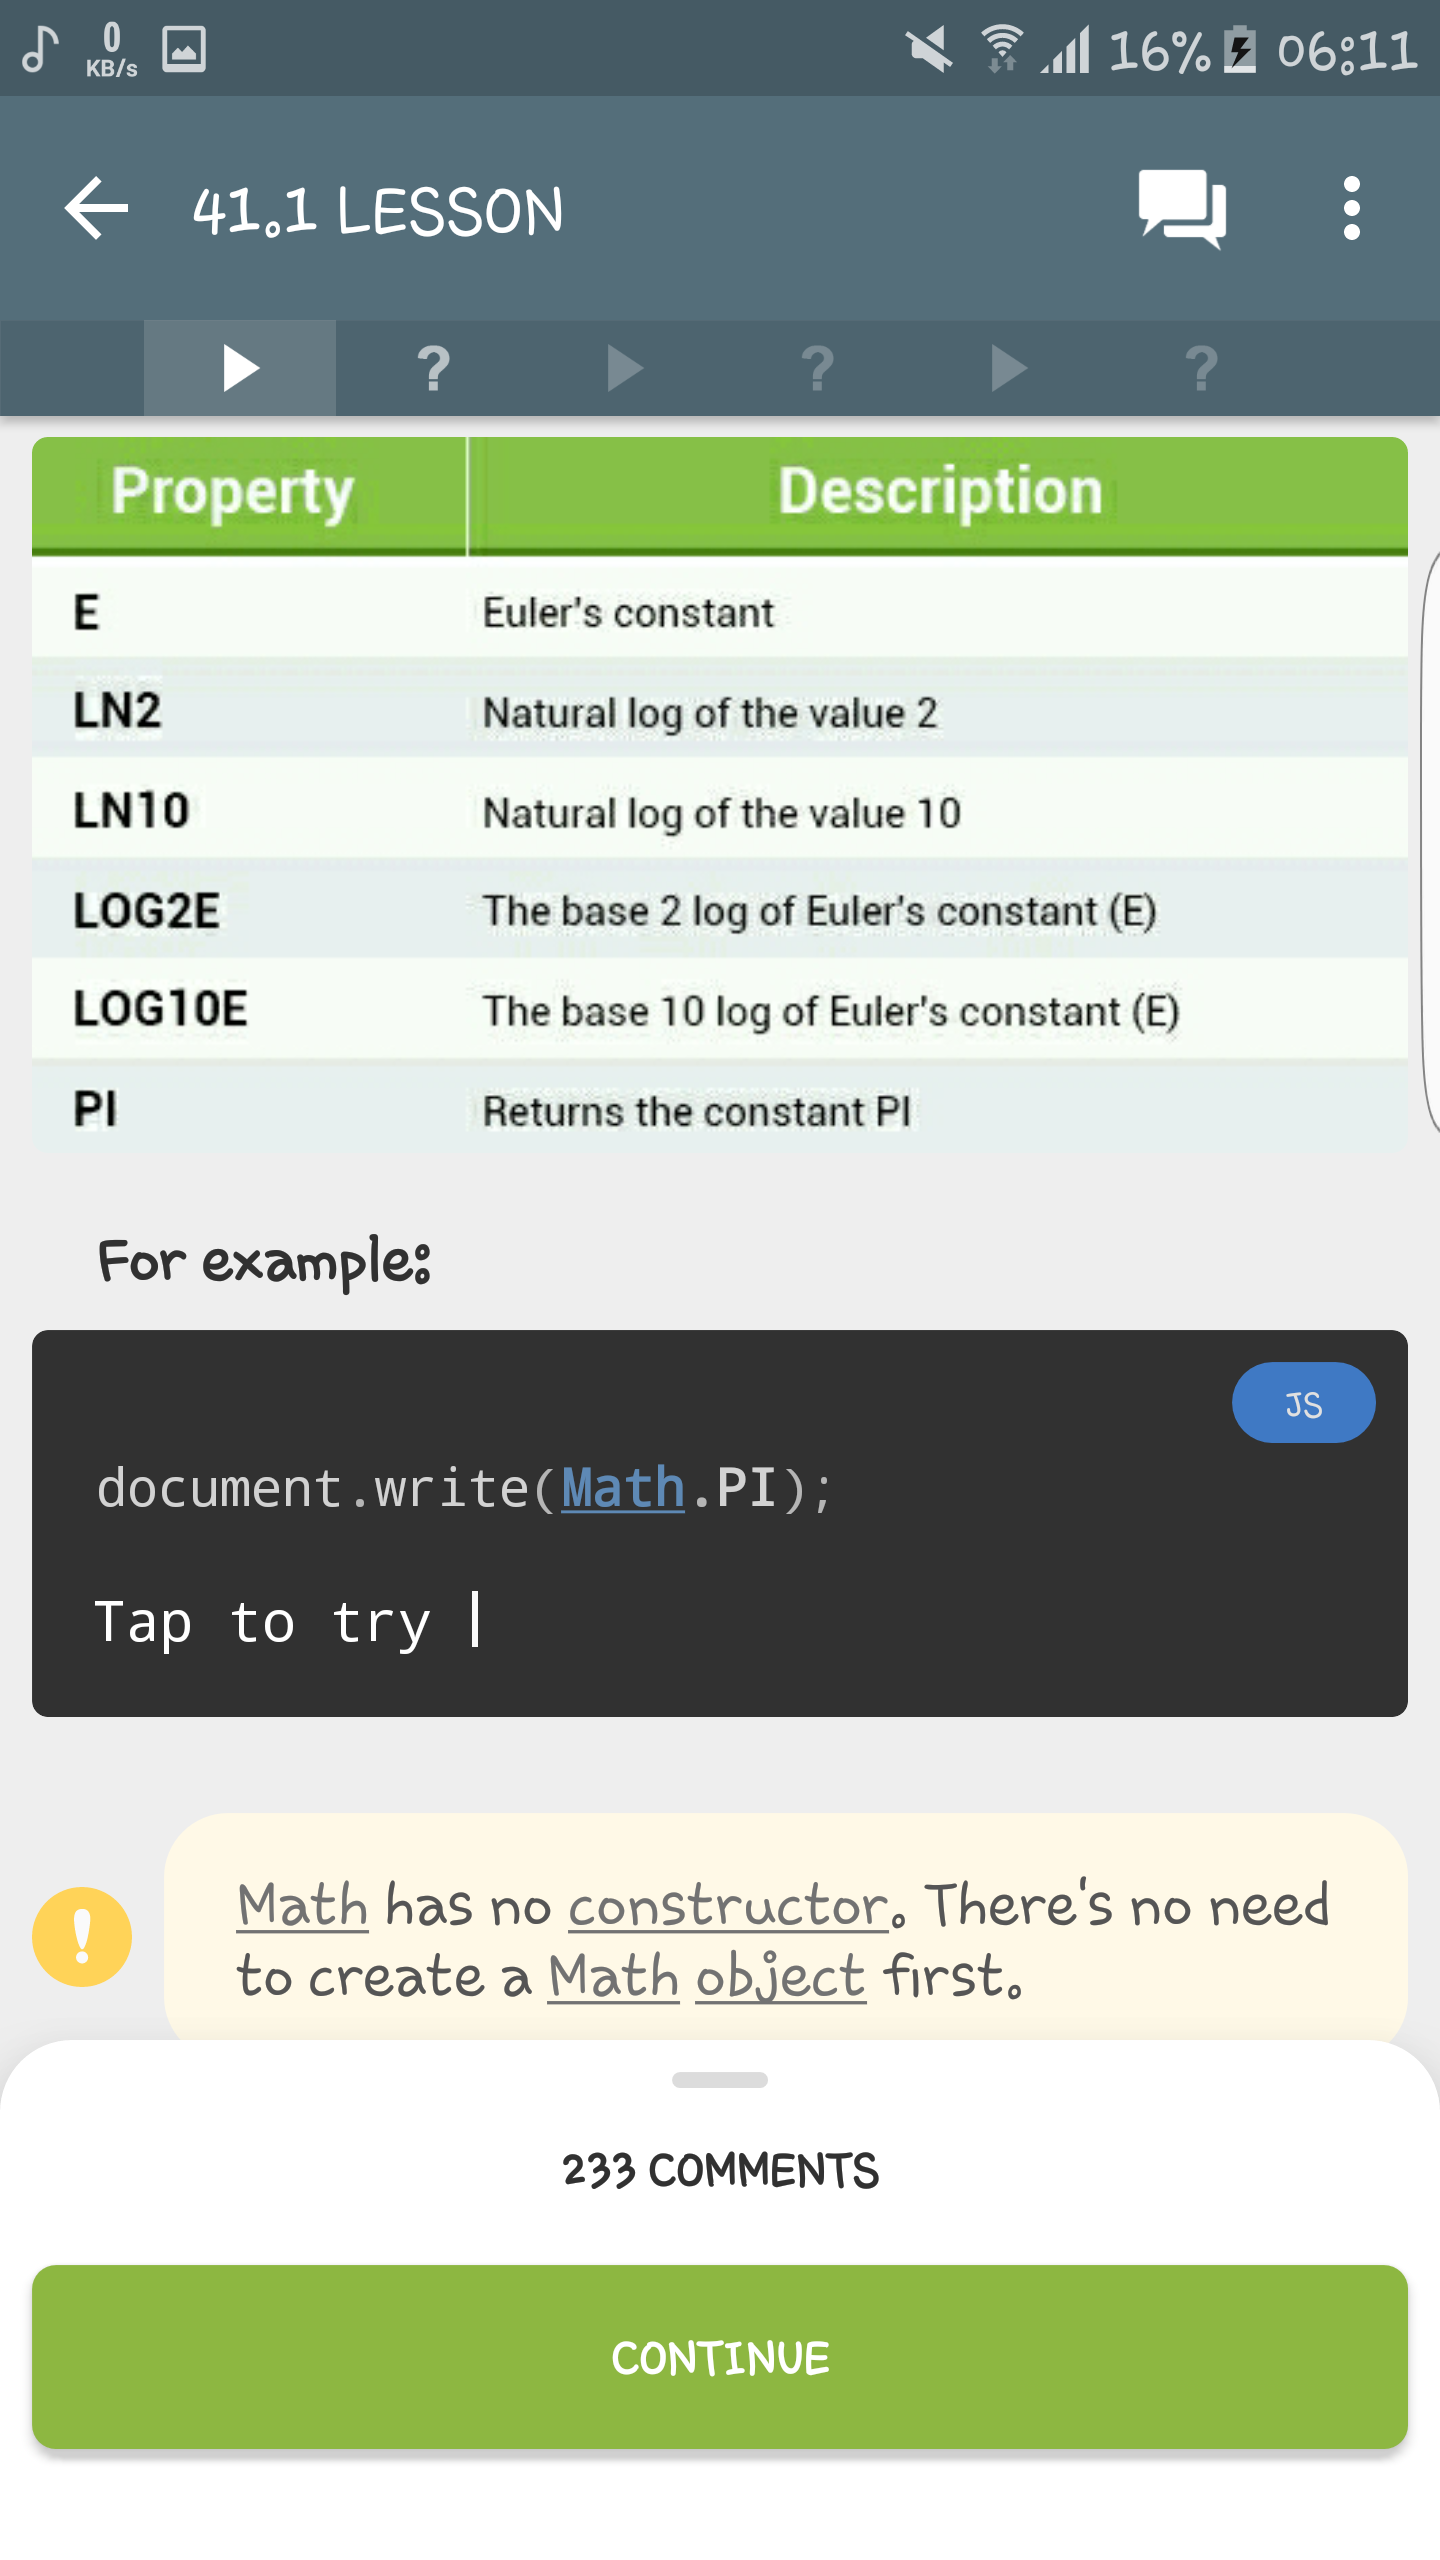 0
KB/s
16%
06:11
41.1 LESSON
? ? ?
Property Description
E Euler's constant
LN2 Natural log of the value 2
LN10 Natural log of the value 10
LOG2E The base 2 log of Euler's constant (E)
LOG10E The base 10 log of Euler's constant (E)
PI Returns the constant PI
For example:
JS
document.write(Math.PI);
Tap to try
! Math has no constructor. There's no need
to create a Math object first.
233 COMMENTS
CONTINUE